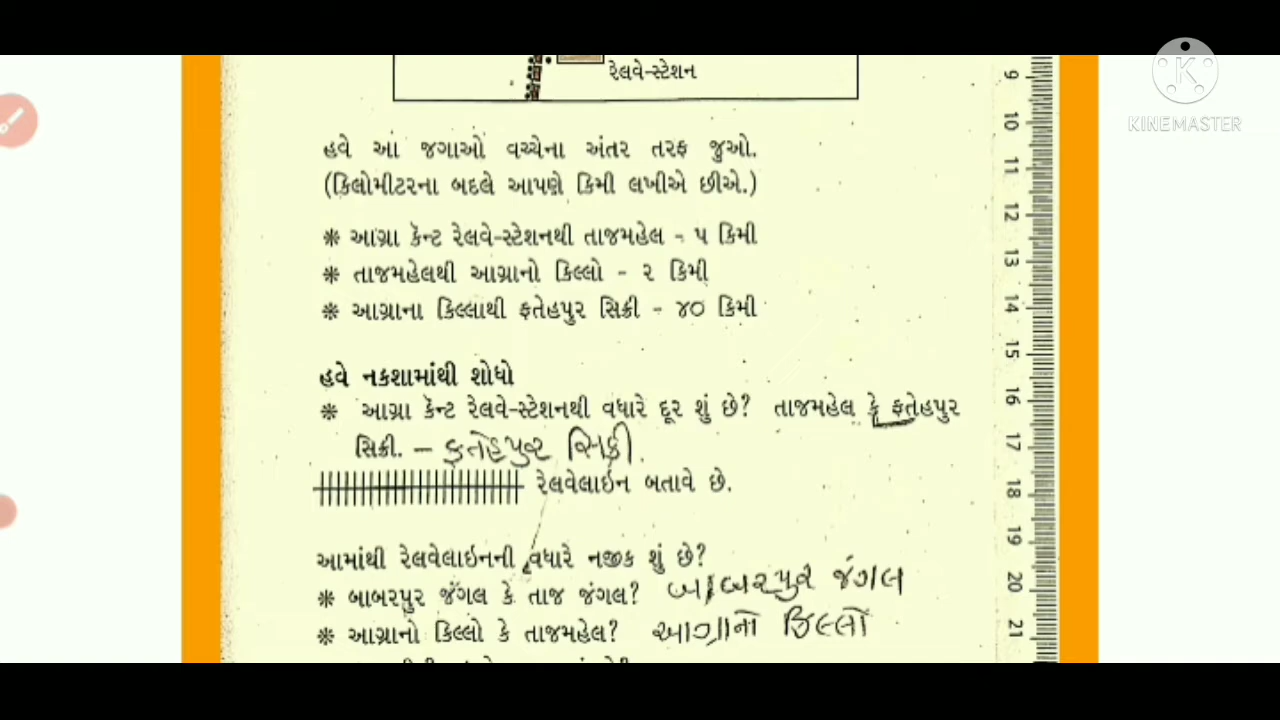 રેલવે-સ્ટેશન
9
KINEMASTER
10
હવે આ જગાઓ વચ્ચેના અંતર તરફ જુઓ.
11
(કિલોમીટરના બદલે આપણે કિમી લખીએ છીએ.)
12
* આગ્રા કૅન્ટ રેલવે-સ્ટેશનથી તાજમહેલ - ૫ કિમી
13
* તાજમહેલથી આગ્રાનો કિલ્લો - ૨ કિમી
14
* આગ્રાના કિલ્લાથી ફતેહપુર સિક્રી - ૪૦ કિમી
15
હવે નકશામાંથી શોધો
16
* આગ્રા કૅન્ટ રેલવે-સ્ટેશનથી વધારે દૂર શું છે? તાજમહેલ કે ફતેહપુર
17
સિક્રી. - ફતેહપુર સિક્રી.
18
રેલવેલાઇન બતાવે છે.
19
આમાંથી રેલવેલાઇનની વધારે નજીક શું છે?
20
* બાબરપુર જંગલ કે તાજ જંગલ? બાબરપુર જંગલ
21
* આગ્રાનો કિલ્લો કે તાજમહેલ? આગ્રાનો કિલ્લો